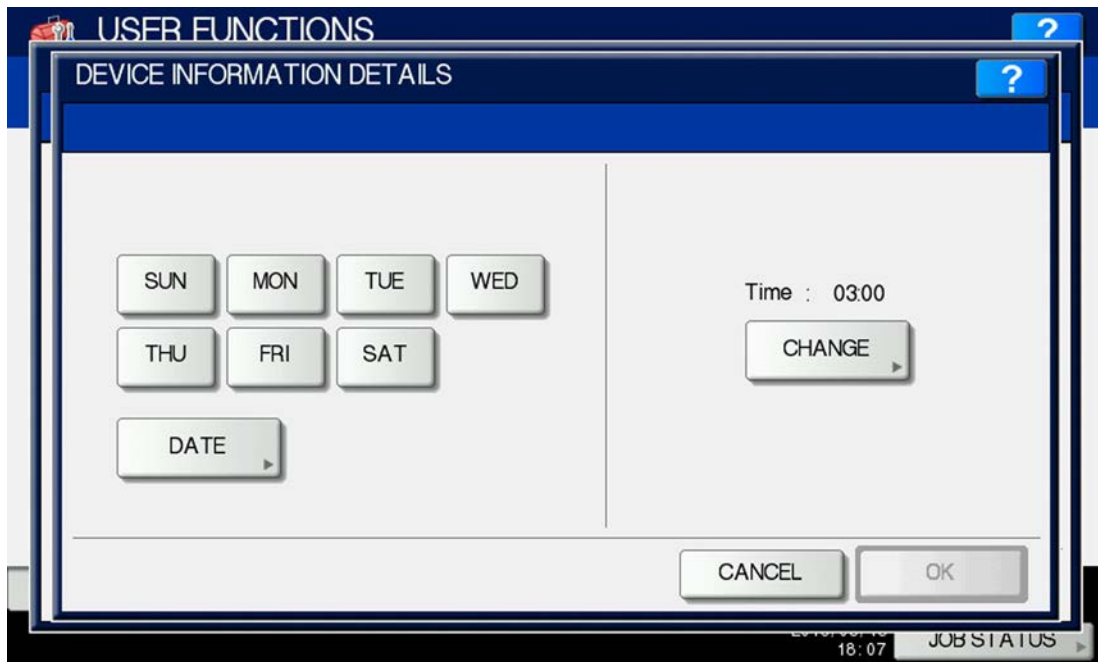 USER FUNCTIONS
?
DEVICE INFORMATION DETAILS
?
SUN MON TUE WED
Time : 03:00
THU FRI SAT
CHANGE
DATE
CANCEL OK
18:07
JOB STATUS